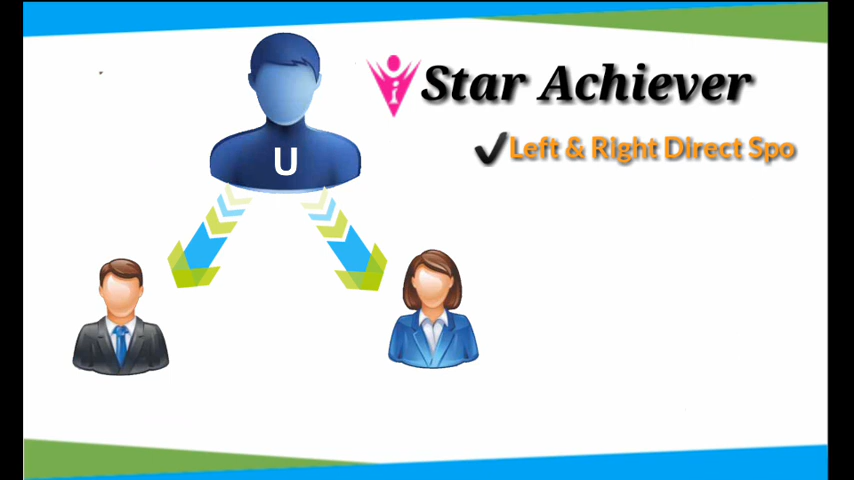 i Star Achiever
✔Left & Right Direct Spo
U